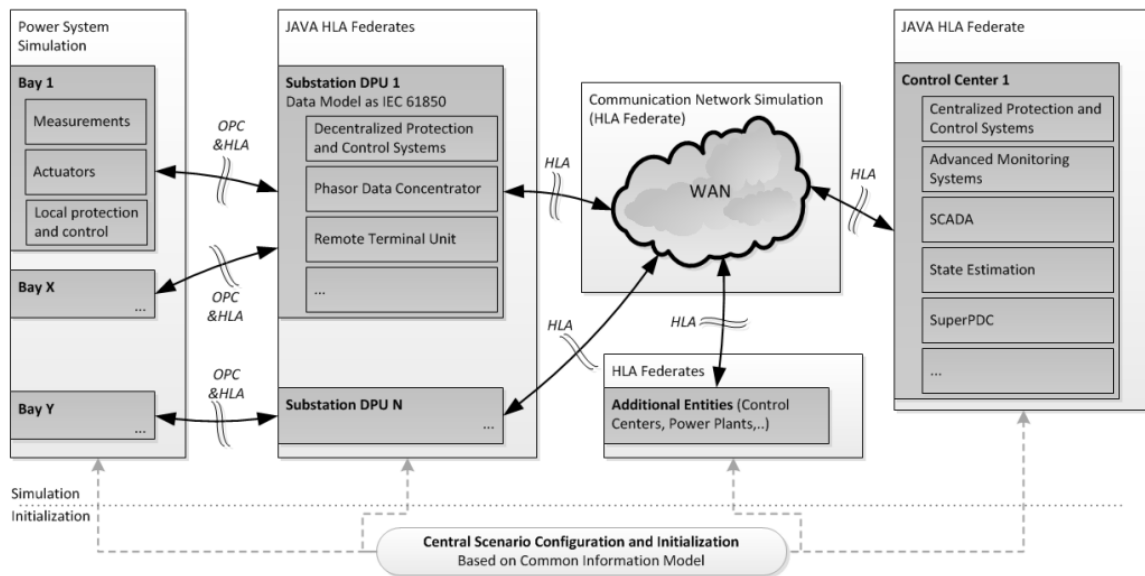 Power System
Simulation
Bay 1
Measurements
Actuators
Local protection
and control
Bay X
...
Bay Y
...
OPC
&HLA
OPC
&HLA
OPC
&HLA
JAVA HLA Federates
Substation DPU 1
Data Model as IEC 61850
Decentralized Protection
and Control Systems
Phasor Data Concentrator
Remote Terminal Unit
...
Substation DPU N
...
HLA
HLA
Communication Network Simulation
(HLA Federate)
WAN
HLA
HLA
HLA Federates
Additional Entities (Control
Centers, Power Plants,..)
JAVA HLA Federate
Control Center 1
Centralized Protection and
Control Systems
Advanced Monitoring
Systems
SCADA
State Estimation
SuperPDC
...
Simulation
Initialization
Central Scenario Configuration and Initialization
Based on Common Information Model